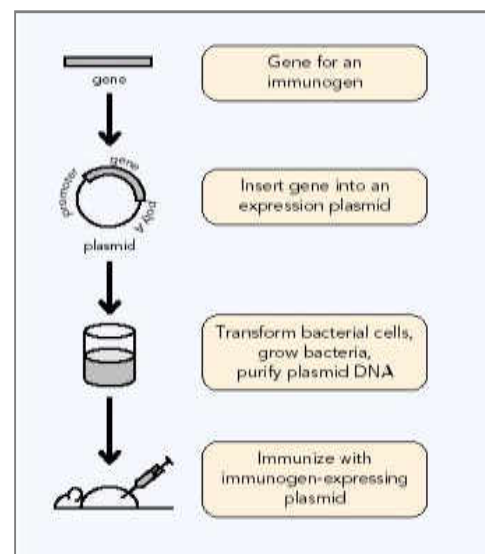 gene
Gene for an
immunogen
promoter
gene
poly A
plasmid
Insert gene into an
expression plasmid
Transform bacterial cells,
grow bacteria,
purify plasmid DNA
Immunize with
immunogen-expressing
plasmid